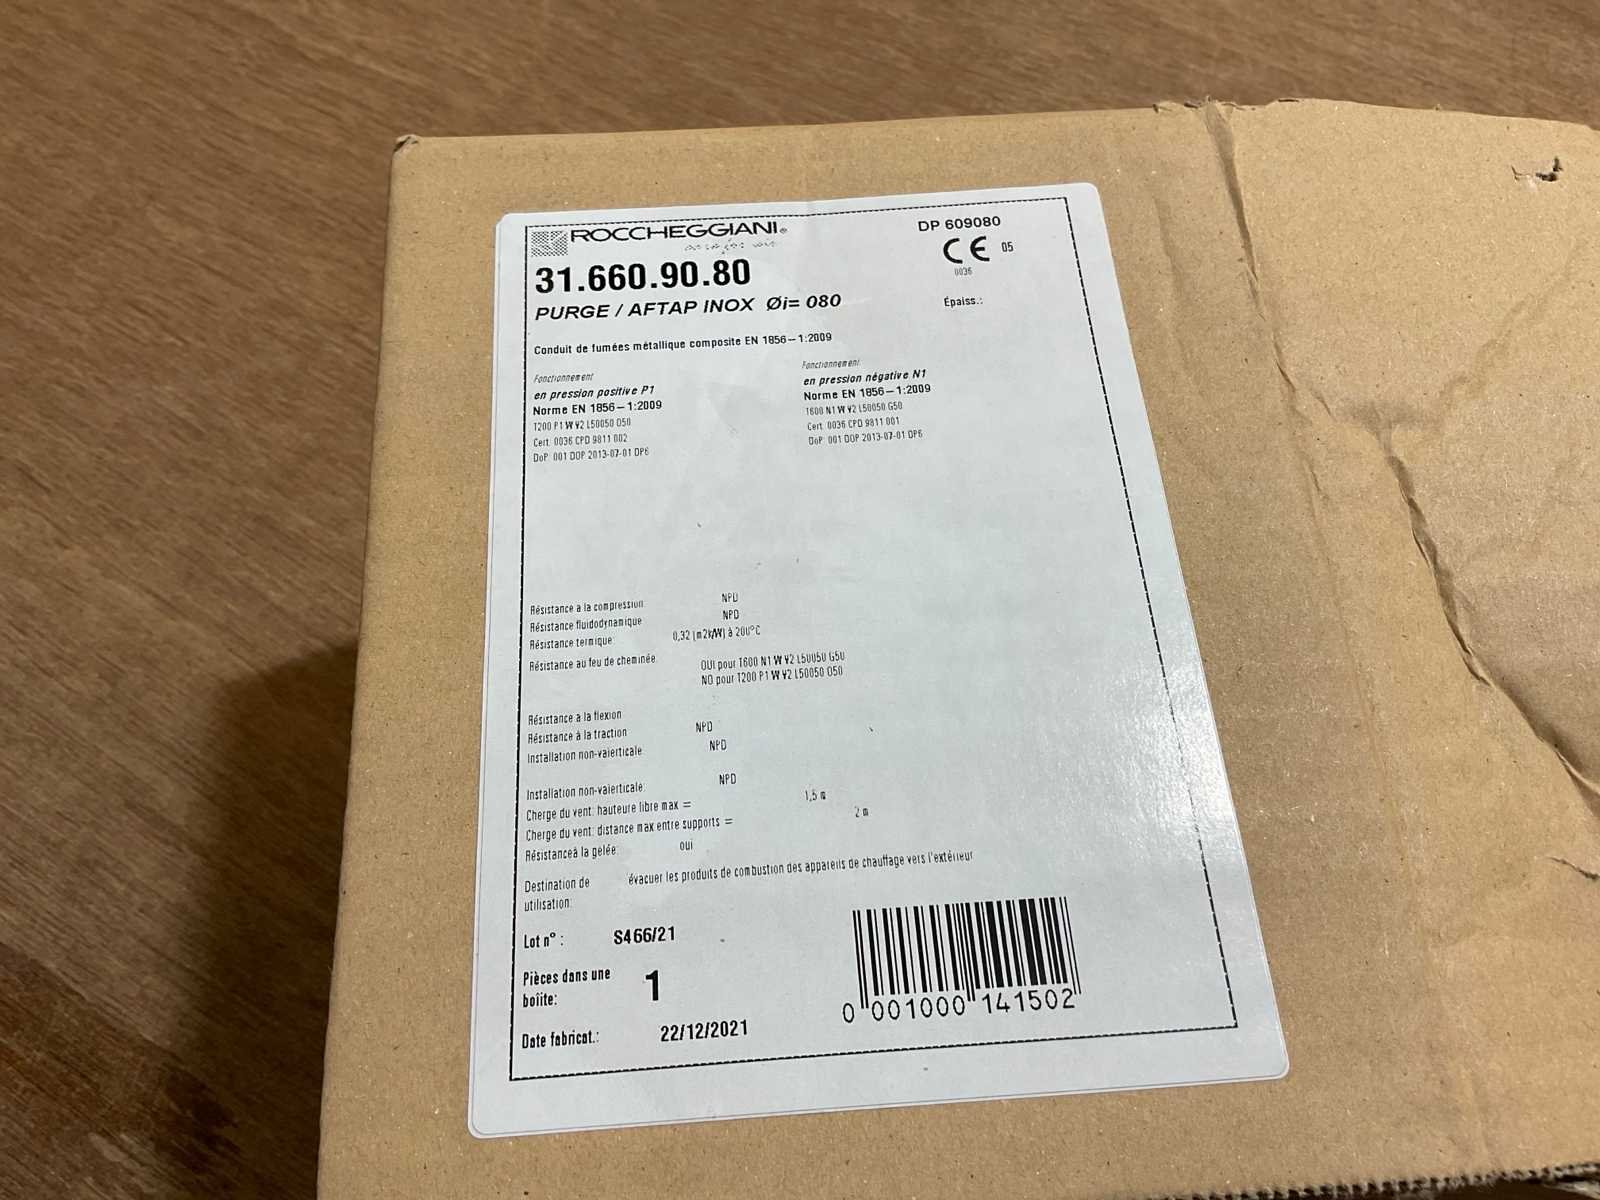 ROCCHEGGIANI®
DP 609080
CE 05
0036
31.660.90.80
PURGE / AFTAP INOX Øi= 080
Épaiss.:
Conduit de fumées métallique composite EN 1856-1:2009
Fonctionnement
en pression positive P1
Norme EN 1856-1:2009
T200 P1 W V2 L50050 O50
Cert. 0036 CPD 9811 002
DoP: 001 DOP 2013-07-01 DP6
Fonctionnement
en pression négative N1
Norme EN 1856-1:2009
T600 N1 W V2 L50050 G50
Cert. 0036 CPD 9811 001
DoP: 001 DOP 2013-07-01 DP6
Résistance a la compression: NPD
Résistance fluidodynamique NPD
Résistance termique: 0,32 (m2k/W) à 200°C
Résistance au feu de cheminée: OUI pour T600 N1 W V2 L50050 G50
NO pour T200 P1 W V2 L50050 O50
Résistance a la flexion
Résistance à la traction NPD
Installation non-vaierticale NPD
Installation non-vaierticale: NPD
Charge du vent: hauteure libre max = 1,5 m
Charge du vent: distance max entre supports = 2 m
Résistanceà la gelée: oui
Destination de évacuer les produits de combustion des appareils de chauffage vers l'extérieur
utilisation:
Lot n° : S466/21
Pièces dans une
boîite: 1
Date fabricat.: 22/12/2021
0 001000 141502